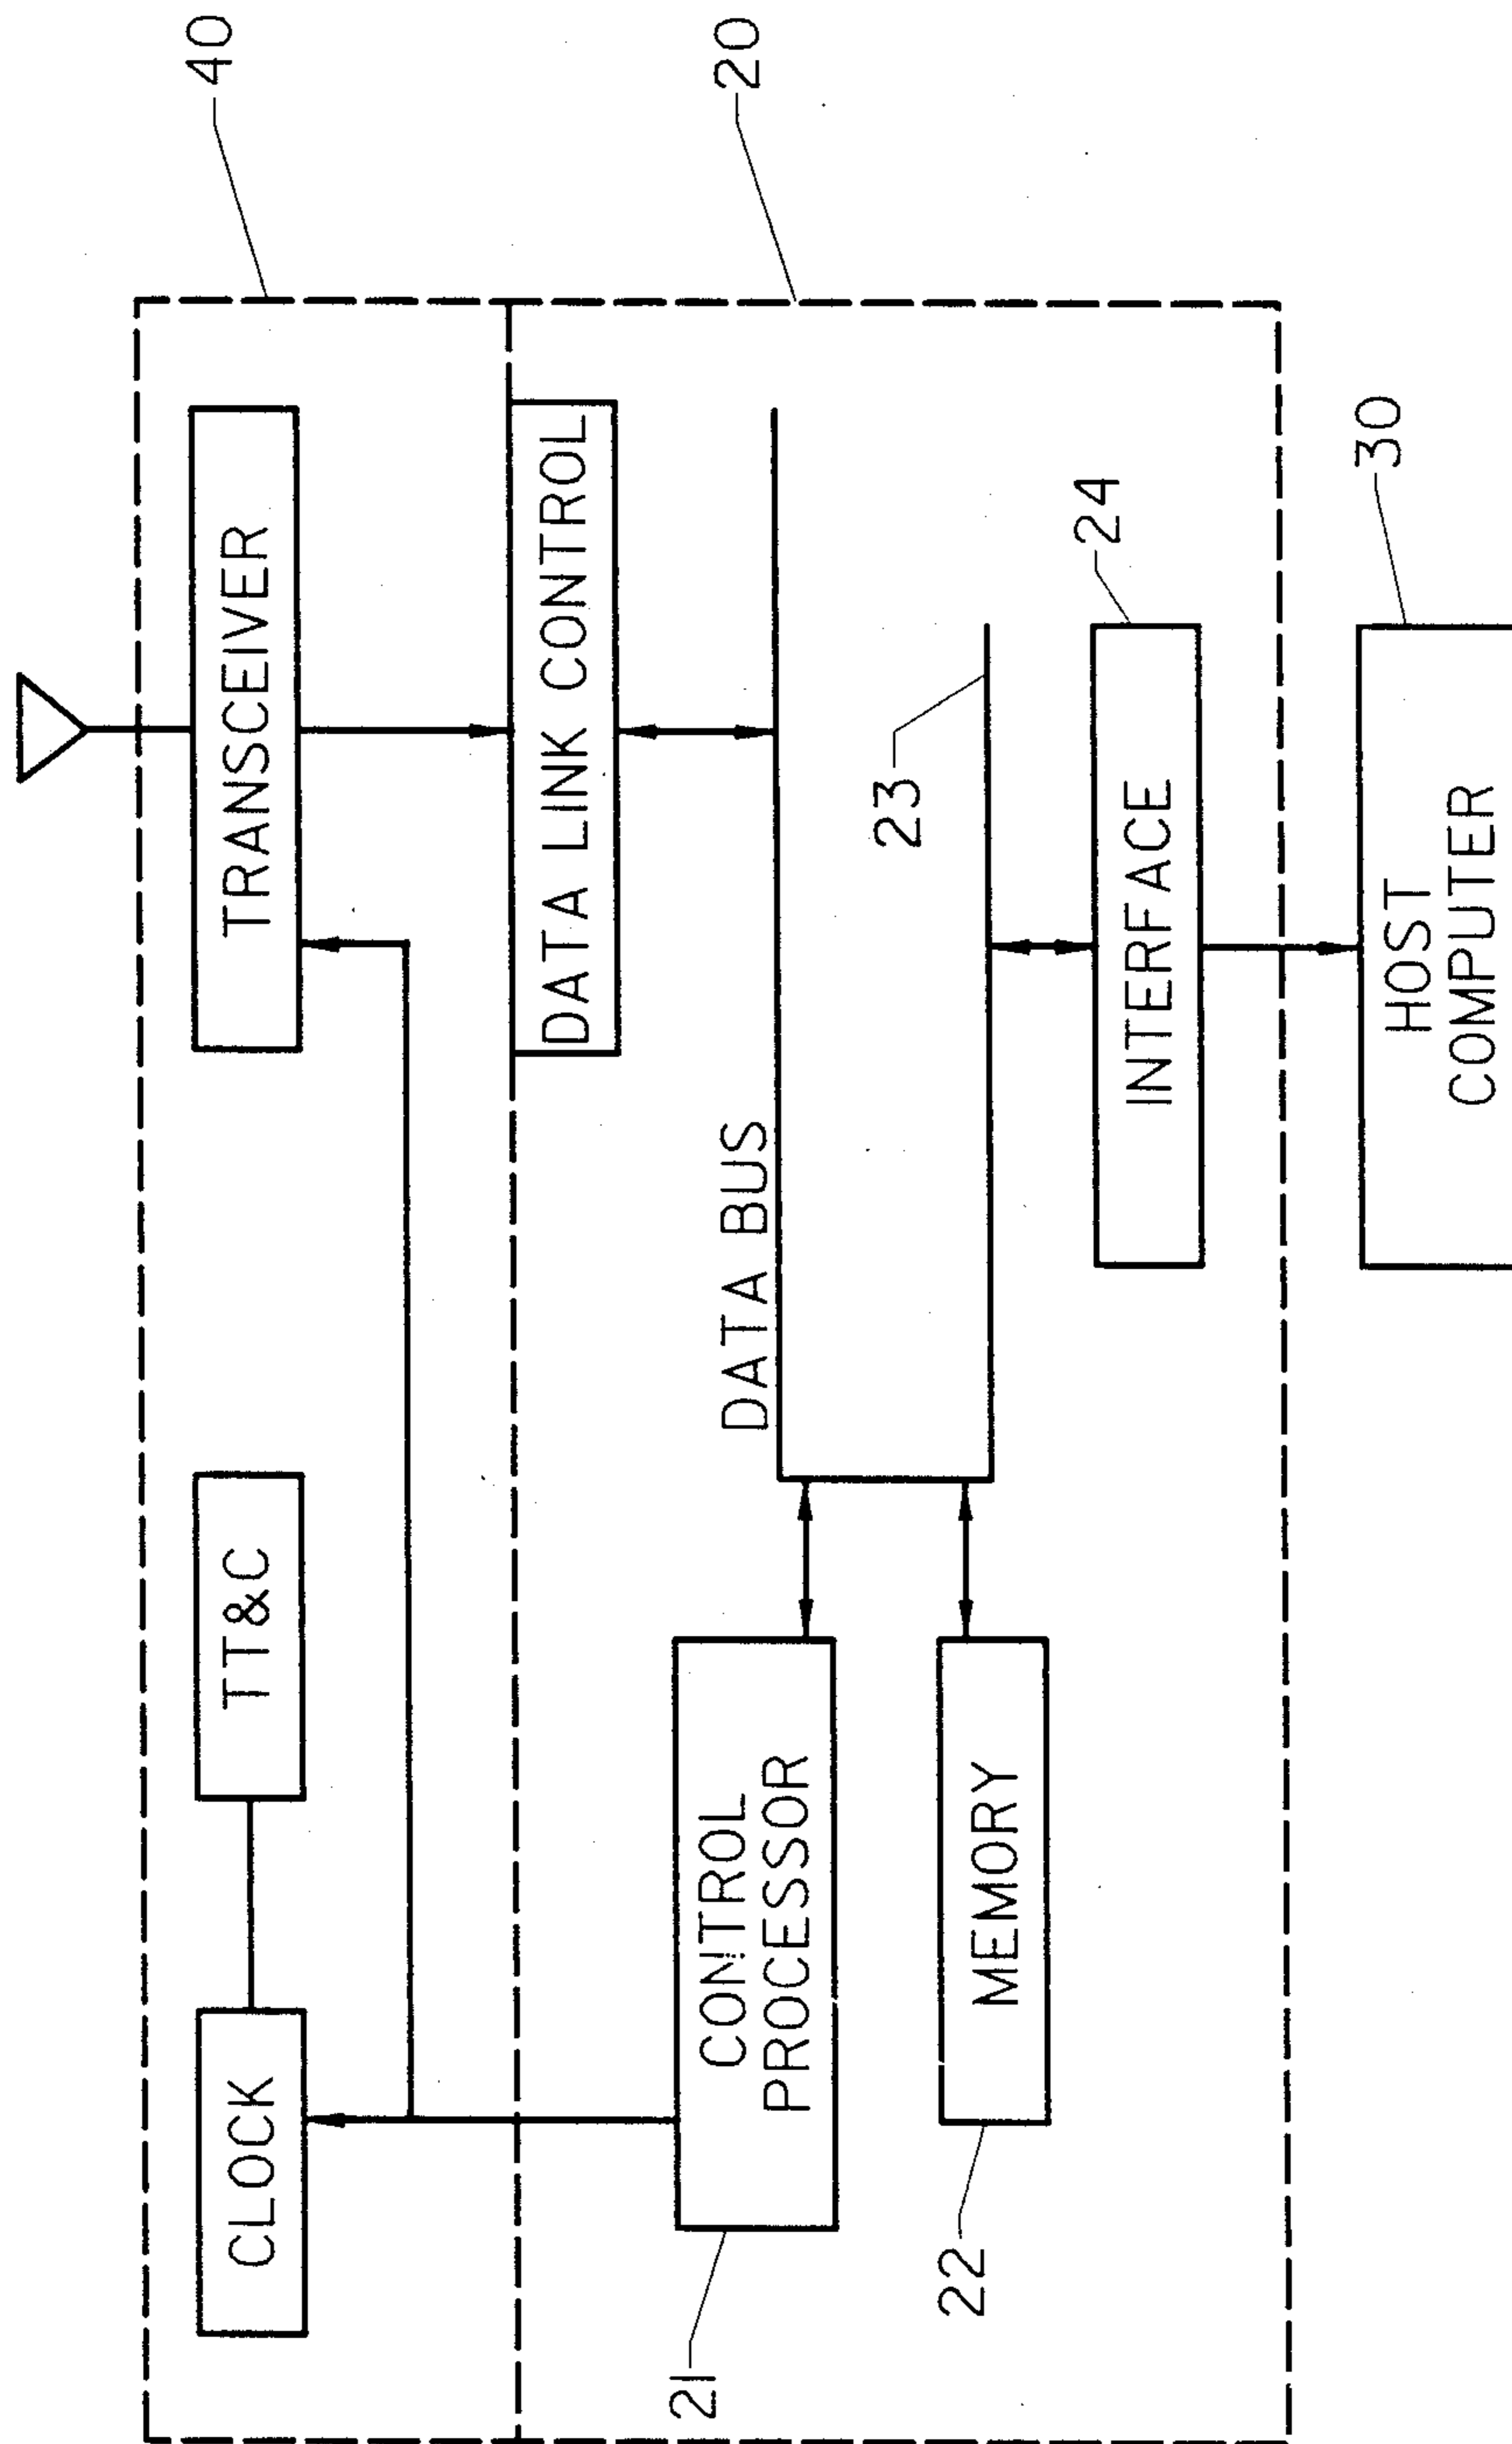 40
CLOCK
TT&C
TRANSCEIVER
20
DATA LINK CONTROL
21
CONTROL
PROCESSOR
DATA BUS
22
MEMORY
23
INTERFACE
24
HOST
COMPUTER
30